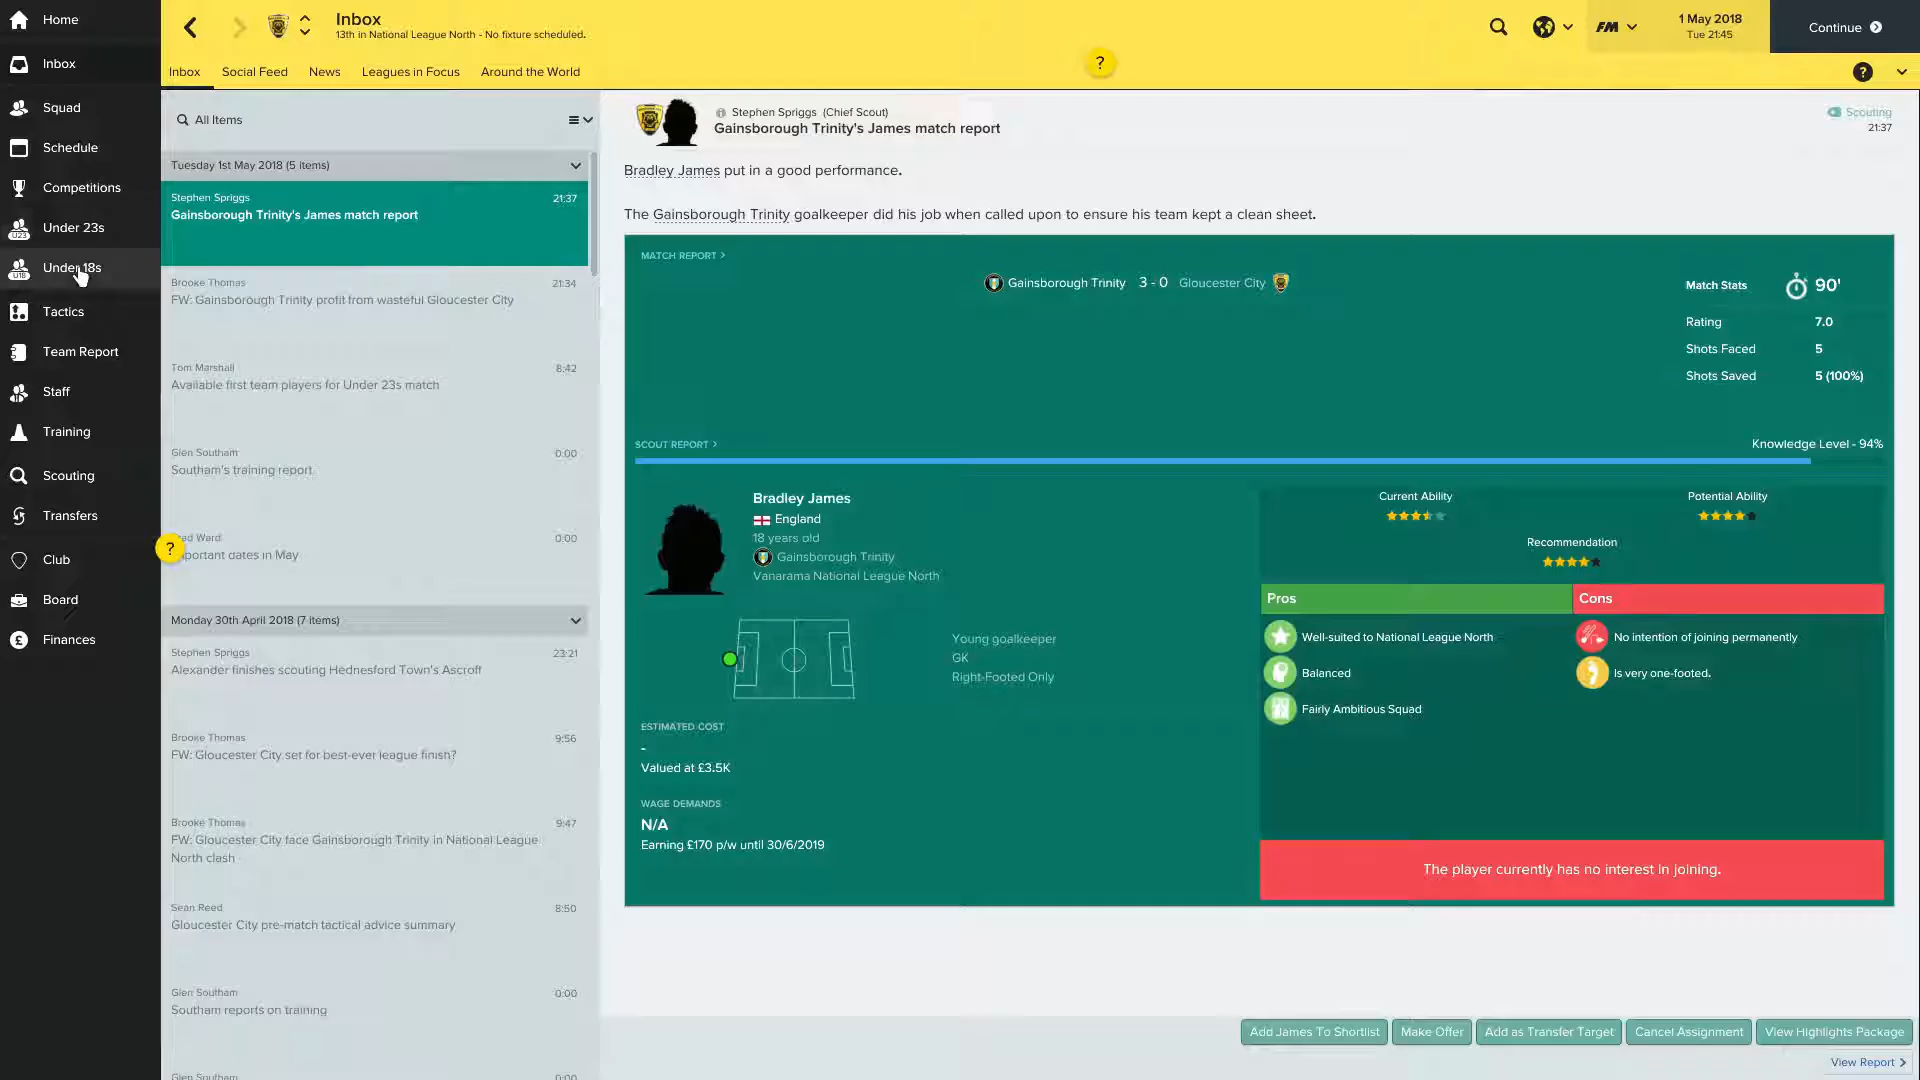 Home
Inbox
Squad
Schedule
Competitions
Under 23s
Under 18s
Tactics
Team Report
Staff
Training
Scouting
Transfers
Club
Board
Finances
Inbox
13th in National League North - No fixture scheduled.
FM
1 May 2018
Tue 21:45
Continue
Inbox
Social Feed
News
Leagues in Focus
Around the World
?
?
All Items
Tuesday 1st May 2018 (5 items)
Stephen Spriggs 21:37
Gainsborough Trinity's James match report
Brooke Thomas 21:34
FW: Gainsborough Trinity profit from wasteful Gloucester City
Tom Marshall 8:42
Available first team players for Under 23s match
Glen Southam 0:00
Southam's training report
?
Ward 0:00
dates in May
Monday 30th April 2018 (7 items)
Stephen Spriggs 23:21
Alexander finishes scouting Hednesford Town's Ascroft
Brooke Thomas 9:56
FW: Gloucester City set for best-ever league finish?
Brooke Thomas 9:47
FW: Gloucester City face Gainsborough Trinity in National League
North clash
Sean Reed 8:50
Gloucester City pre-match tactical advice summary
Glen Southam 0:00
Southam reports on training
Glen Southam 0:00
Stephen Spriggs (Chief Scout)
Gainsborough Trinity's James match report
Scouting
21:37
Bradley James put in a good performance.
The Gainsborough Trinity goalkeeper did his job when called upon to ensure his team kept a clean sheet.
MATCH REPORT >
Gainsborough Trinity 3 - 0 Gloucester City
Match Stats 90'
Rating 7.0
Shots Faced 5
Shots Saved 5 (100%)
SCOUT REPORT >
Knowledge Level - 94%
Bradley James
England
18 years old
Gainsborough Trinity
Vanarama National League North
Young goalkeeper
GK
Right-Footed Only
ESTIMATED COST
-
Valued at £3.5K
WAGE DEMANDS
N/A
Earning £170 p/w until 30/6/2019
Current Ability
Potential Ability
Recommendation
Pros
Cons
Well-suited to National League North
No intention of joining permanently
Balanced
Is very one-footed.
Fairly Ambitious Squad
The player currently has no interest in joining.
Add James To Shortlist
Make Offer
Add as Transfer Target
Cancel Assignment
View Highlights Package
View Report >